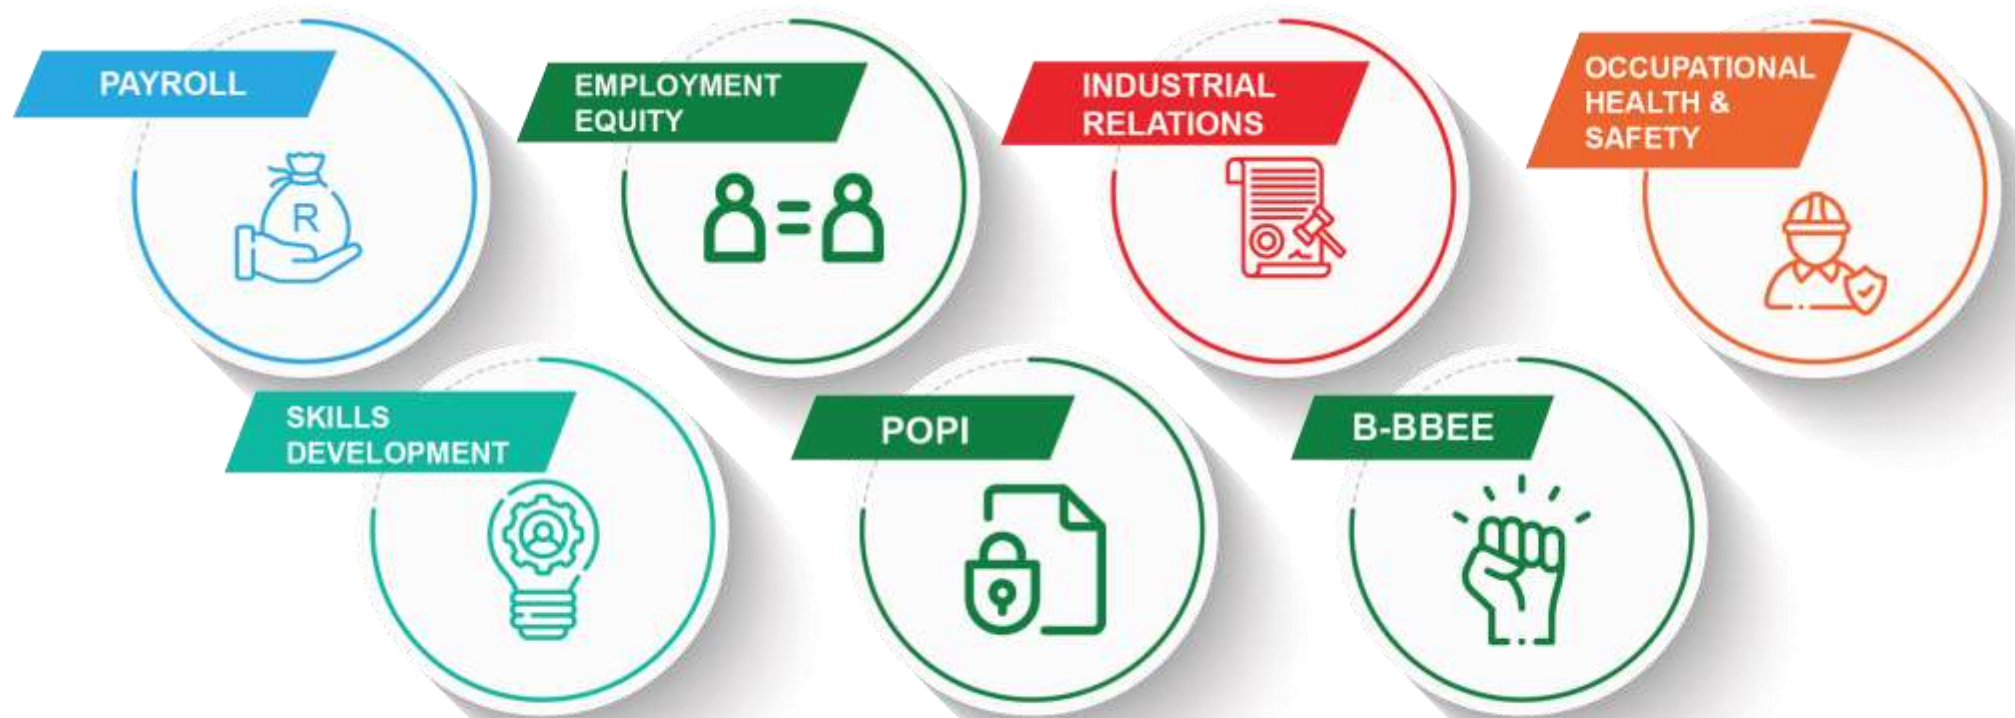 PAYROLL
EMPLOYMENT
EQUITY
INDUSTRIAL
RELATIONS
OCCUPATIONAL
HEALTH &
SAFETY
R
SKILLS
DEVELOPMENT
POPI
B-BBEE